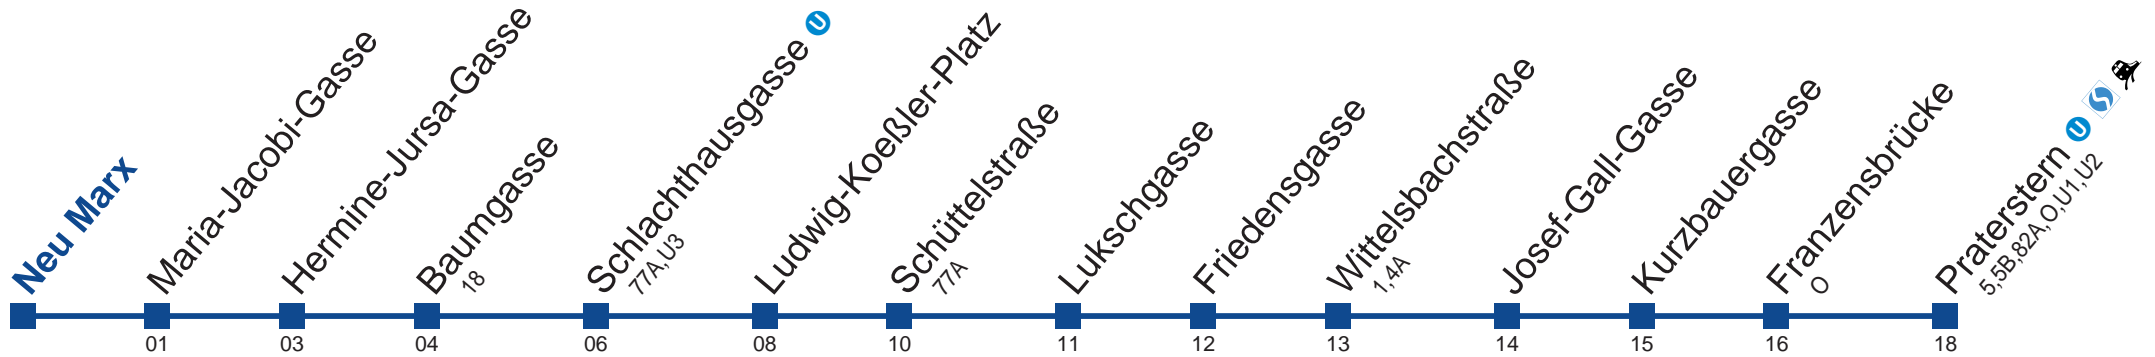 Neu Marx
Maria-Jacobi-Gasse
01
Hermine-Jursa-Gasse
03
Baumgasse
18
04
Schlachthausgasse U
77A,U3
06
Ludwig-Koeßler-Platz
08
Schüttelstraße
77A
10
Lukschgasse
11
Friedensgasse
12
Wittelsbachstraße
1,4A
13
Josef-Gall-Gasse
14
Kurzbauergasse
15
Franzensbrücke
O
16
Praterstern U
5,5B,82A,O,U1,U2
18